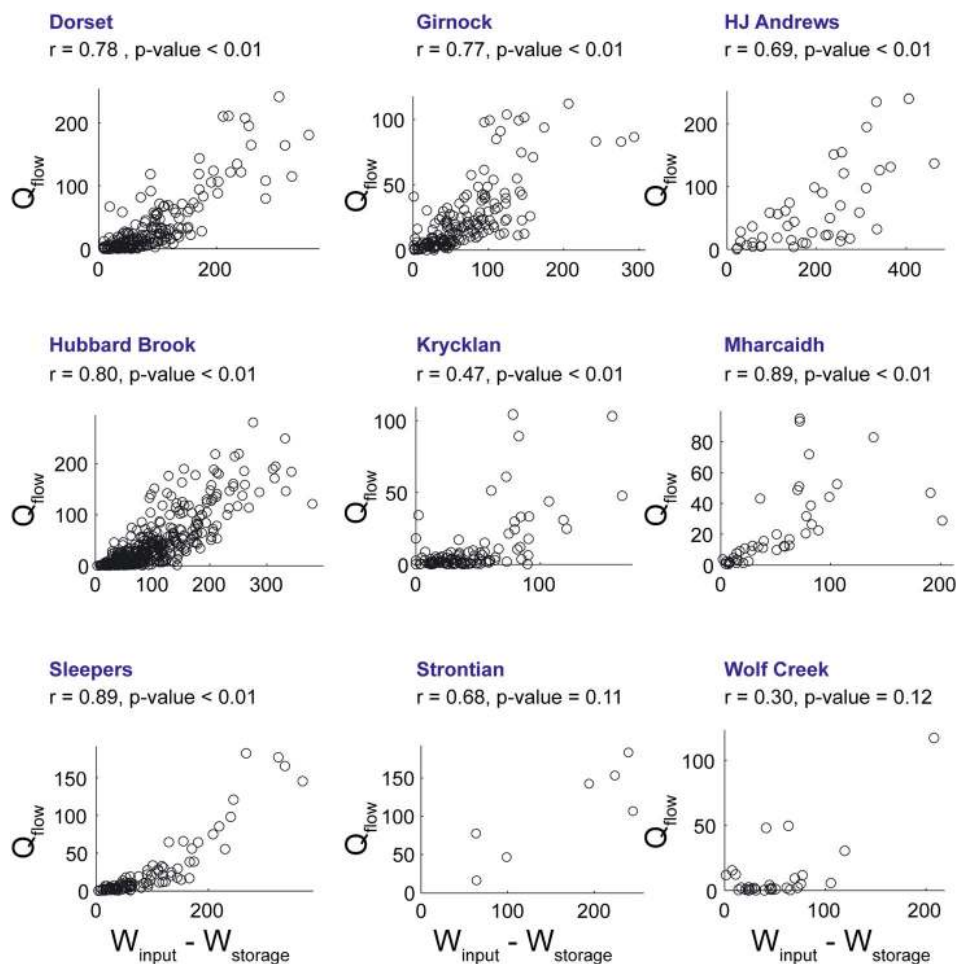 Dorset
r = 0.78 , p-value < 0.01
200
100
0
Q_flow
0
200
Girnock
r = 0.77, p-value < 0.01
100
50
0
Q_flow
0
100
200
300
HJ Andrews
r = 0.69, p-value < 0.01
200
100
0
Q_flow
0
200
400
Hubbard Brook
r = 0.80, p-value < 0.01
200
100
0
Q_flow
0
100
200
300
Krycklan
r = 0.47, p-value < 0.01
100
50
0
Q_flow
0
100
Mharcaidh
r = 0.89, p-value < 0.01
80
60
40
20
0
Q_flow
0
100
200
Sleepers
r = 0.89, p-value < 0.01
150
100
50
0
Q_flow
0
200
W_input - W_storage
Strontian
r = 0.68, p-value = 0.11
150
100
50
0
Q_flow
0
100
200
W_input - W_storage
Wolf Creek
r = 0.30, p-value = 0.12
100
50
0
Q_flow
0
100
200
W_input - W_storage